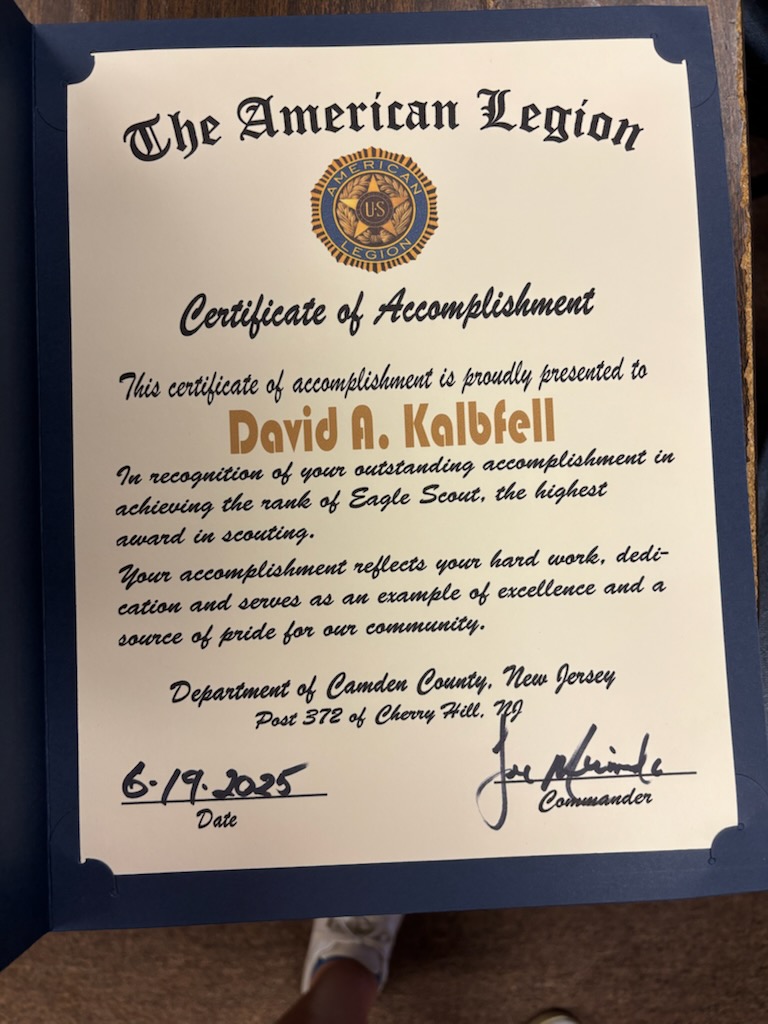 The American Legion
AMERICAN
U.S
LEGION
Certificate of Accomplishment
This certificate of accomplishment is proudly presented to
David A. Kalbfell
In recognition of your outstanding accomplishment in
achieving the rank of Eagle Scout, the highest
award in scouting.
Your accomplishment reflects your hard work, dedi-
cation and serves as an example of excellence and a
source of pride for our community.
Department of Camden County, New Jersey
Post 372 of Cherry Hill, NJ
6-19-2025
Joe
Date
Commander